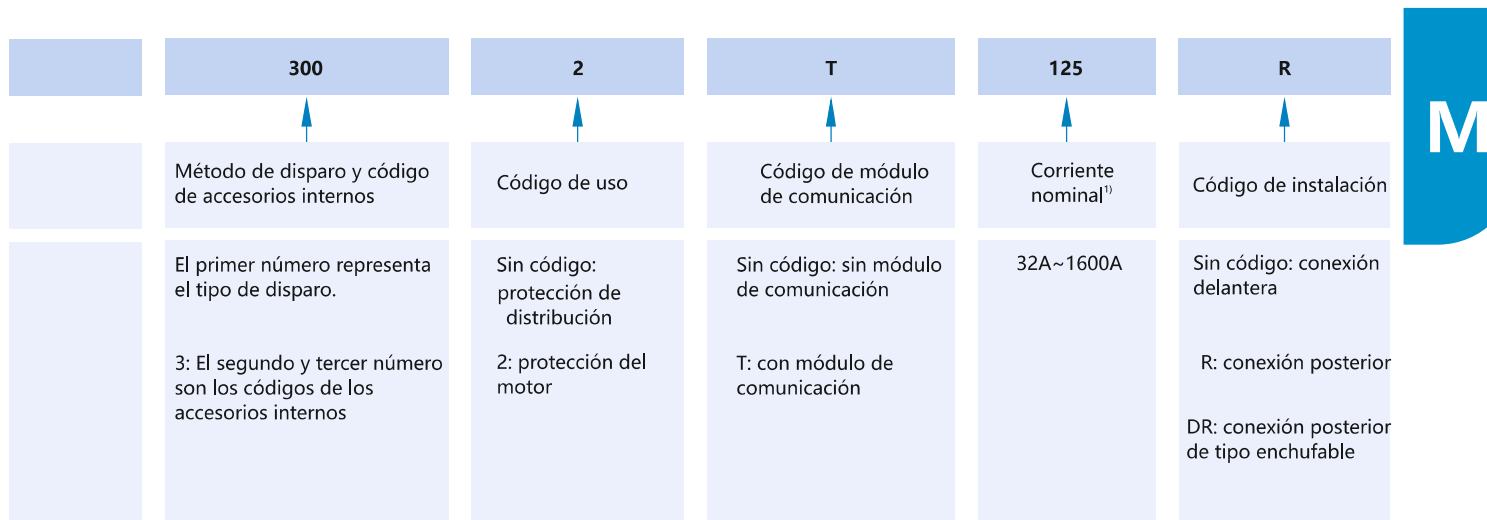 300
2
T
125
R
M
Método de disparo y código
de accesorios internos
Código de uso
Código de módulo
de comunicación
Corriente
nominal1)
Código de instalación
El primer número representa
el tipo de disparo.
3: El segundo y tercer número
son los códigos de los
accesorios internos
Sin código:
protección de
distribución
2: protección del
motor
Sin código: sin módulo
de comunicación
T: con módulo de
comunicación
32A~1600A
Sin código: conexión
delantera
R: conexión posterior
DR: conexión posterior
de tipo enchufable